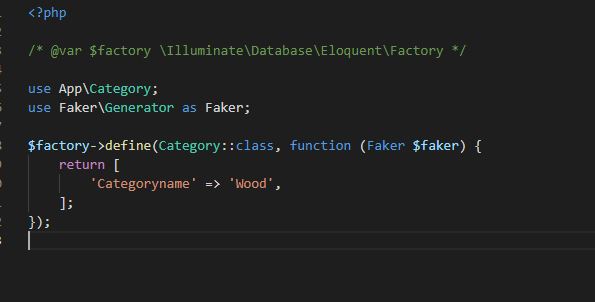 <?php
/* @var $factory \Illuminate\Database\Eloquent\Factory */
use App\Category;
use Faker\Generator as Faker;
$factory->define(Category::class, function (Faker $faker) {
return [
'Categoryname' => 'Wood',
];
});